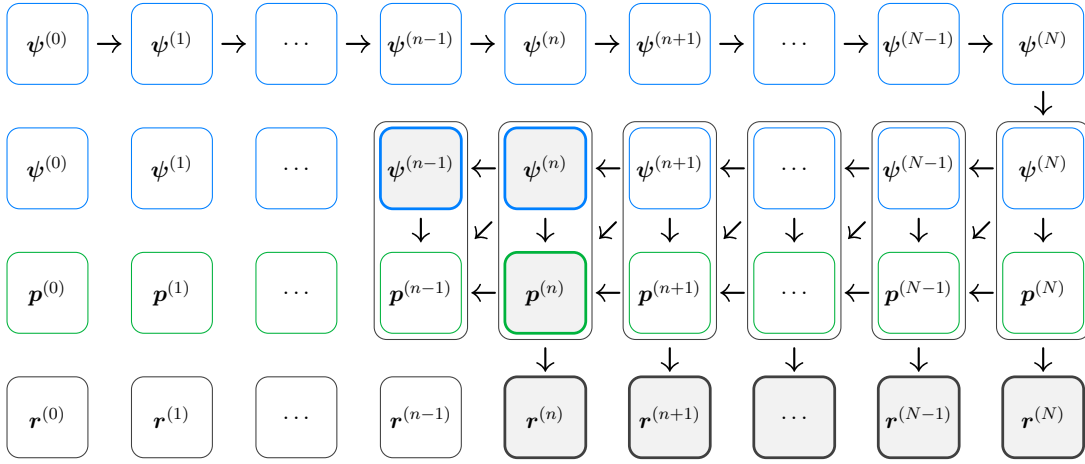 ψ^(0) → ψ^(1) → ⋯ → ψ^(n−1) → ψ^(n) → ψ^(n+1) → ⋯ → ψ^(N−1) → ψ^(N)
↓
ψ^(0) ψ^(1) ⋯ ψ^(n−1) ← ψ^(n) ← ψ^(n+1) ← ⋯ ← ψ^(N−1) ← ψ^(N)
↓ ↙ ↓ ↙ ↓ ↙ ↓ ↙ ↓ ↙ ↓
p^(0) p^(1) ⋯ p^(n−1) ← p^(n) ← p^(n+1) ← ⋯ ← p^(N−1) ← p^(N)
↓ ↓ ↓ ↓ ↓
r^(0) r^(1) ⋯ r^(n−1) r^(n) r^(n+1) ⋯ r^(N−1) r^(N)